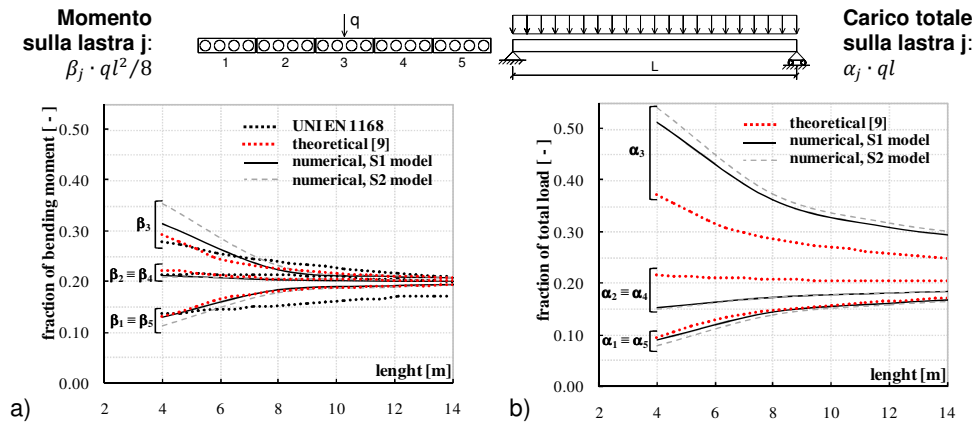 Momento
sulla lastra j:
β_j · ql²/8
q
1 2 3 4 5
L
Carico totale
sulla lastra j:
α_j · ql
fraction of bending moment [ - ]
0.50
0.40
0.30
0.20
0.10
0.00
UNI EN 1168
theoretical [9]
numerical, S1 model
numerical, S2 model
β₃
β₂ ≡ β₄
β₁ ≡ β₅
lenght [m]
2 4 6 8 10 12 14
a)
fraction of total load [ - ]
0.50
0.40
0.30
0.20
0.10
0.00
theoretical [9]
numerical, S1 model
numerical, S2 model
α₃
α₂ ≡ α₄
α₁ ≡ α₅
lenght [m]
2 4 6 8 10 12 14
b)